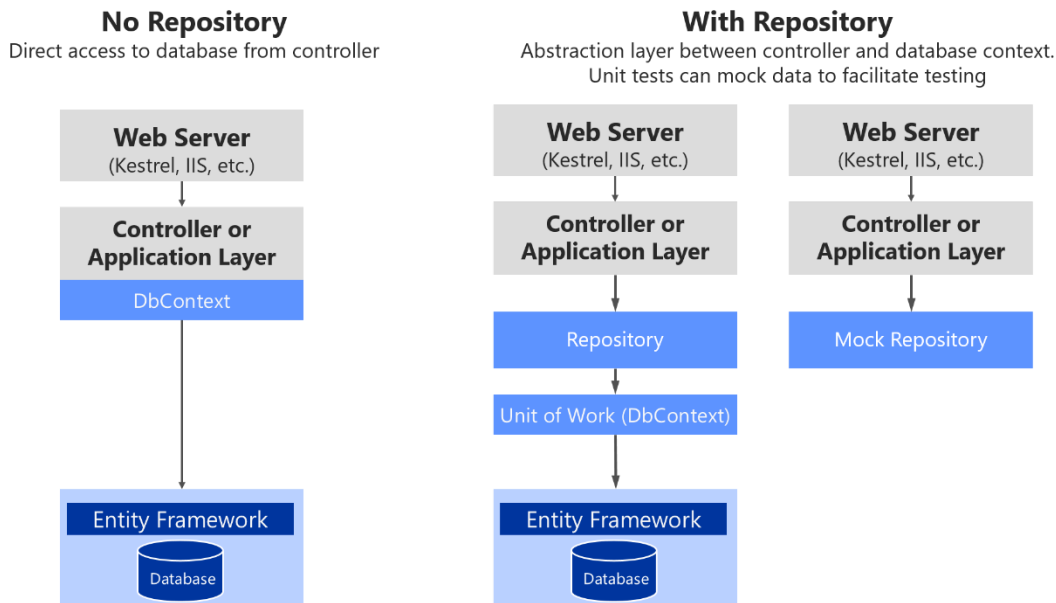 No Repository
Direct access to database from controller
Web Server
(Kestrel, IIS, etc.)
Controller or
Application Layer
DbContext
Entity Framework
Database
With Repository
Abstraction layer between controller and database context.
Unit tests can mock data to facilitate testing
Web Server
(Kestrel, IIS, etc.)
Controller or
Application Layer
Repository
Unit of Work (DbContext)
Entity Framework
Database
Web Server
(Kestrel, IIS, etc.)
Controller or
Application Layer
Mock Repository